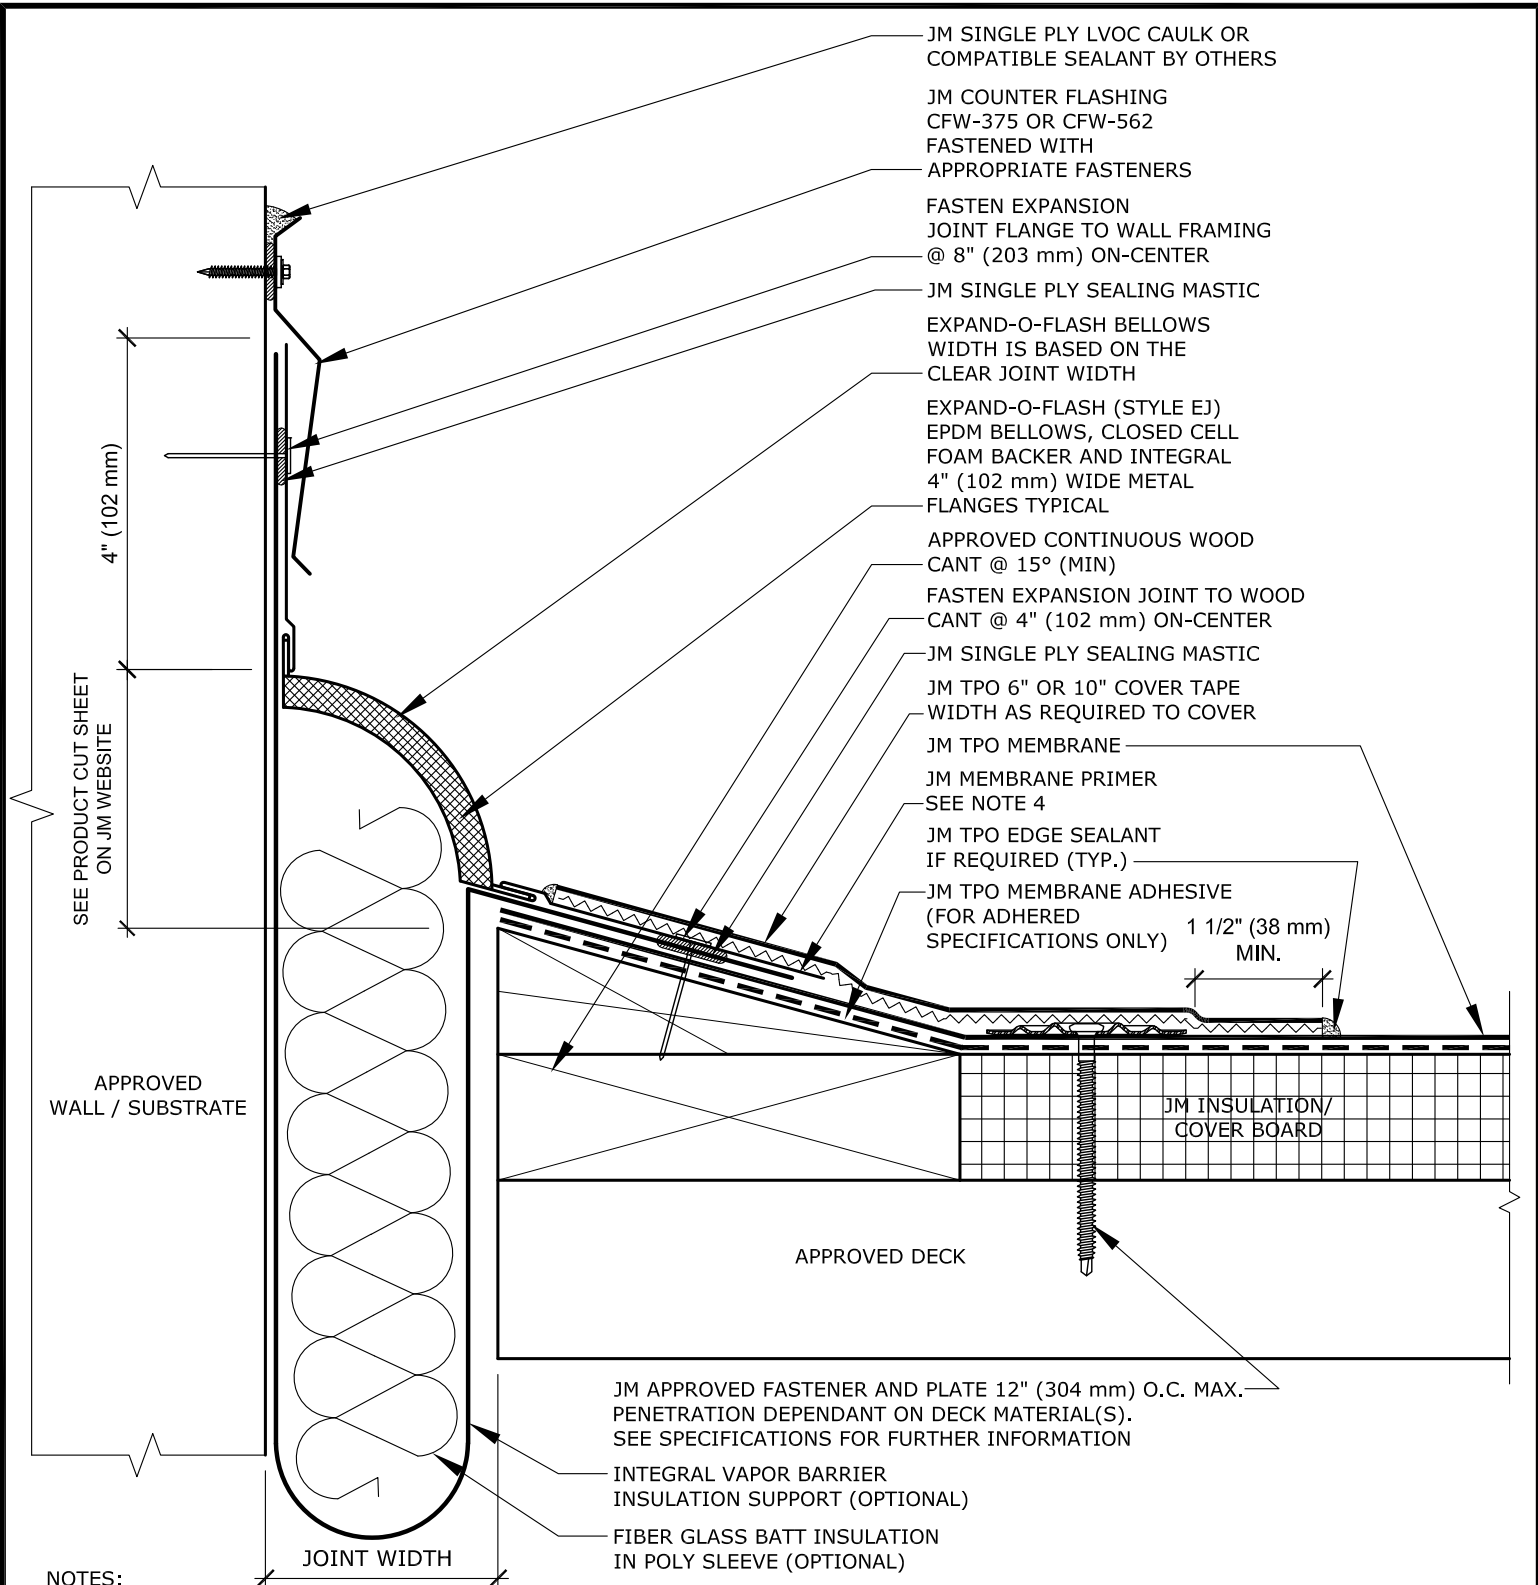 JM SINGLE PLY LVOC CAULK OR
COMPATIBLE SEALANT BY OTHERS
JM COUNTER FLASHING
CFW-375 OR CFW-562
FASTENED WITH
APPROPRIATE FASTENERS
FASTEN EXPANSION
JOINT FLANGE TO WALL FRAMING
@ 8" (203 mm) ON-CENTER
JM SINGLE PLY SEALING MASTIC
EXPAND-O-FLASH BELLOWS
WIDTH IS BASED ON THE
CLEAR JOINT WIDTH
EXPAND-O-FLASH (STYLE EJ)
EPDM BELLOWS, CLOSED CELL
FOAM BACKER AND INTEGRAL
4" (102 mm) WIDE METAL
FLANGES TYPICAL
APPROVED CONTINUOUS WOOD
CANT @ 15° (MIN)
FASTEN EXPANSION JOINT TO WOOD
CANT @ 4" (102 mm) ON-CENTER
JM SINGLE PLY SEALING MASTIC
JM TPO 6" OR 10" COVER TAPE
WIDTH AS REQUIRED TO COVER
JM TPO MEMBRANE
JM MEMBRANE PRIMER
SEE NOTE 4
JM TPO EDGE SEALANT
IF REQUIRED (TYP.)
JM TPO MEMBRANE ADHESIVE
(FOR ADHERED
SPECIFICATIONS ONLY)
1 1/2" (38 mm)
MIN.
4" (102 mm)
SEE PRODUCT CUT SHEET
ON JM WEBSITE
APPROVED
WALL / SUBSTRATE
JM INSULATION/
COVER BOARD
APPROVED DECK
JM APPROVED FASTENER AND PLATE 12" (304 mm) O.C. MAX.
PENETRATION DEPENDANT ON DECK MATERIAL(S).
SEE SPECIFICATIONS FOR FURTHER INFORMATION
INTEGRAL VAPOR BARRIER
INSULATION SUPPORT (OPTIONAL)
FIBER GLASS BATT INSULATION
IN POLY SLEEVE (OPTIONAL)
JOINT WIDTH
NOTES: